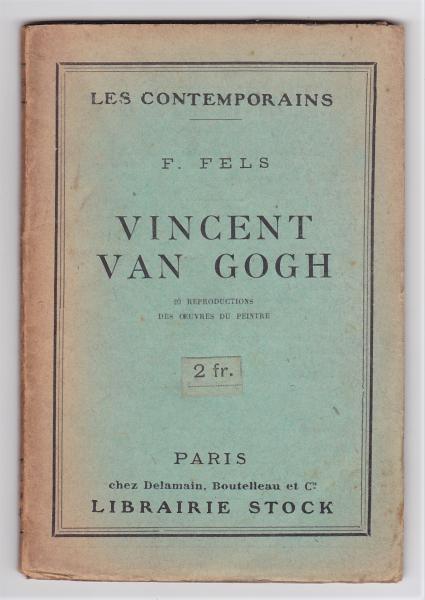 LES CONTEMPORAINS
F. FELS
VINCENT
VAN GOGH
20 REPRODUCTIONS
DES ŒUVRES DU PEINTRE
2 fr.
PARIS
chez Delamain, Boutelleau et Cie
LIBRAIRIE STOCK